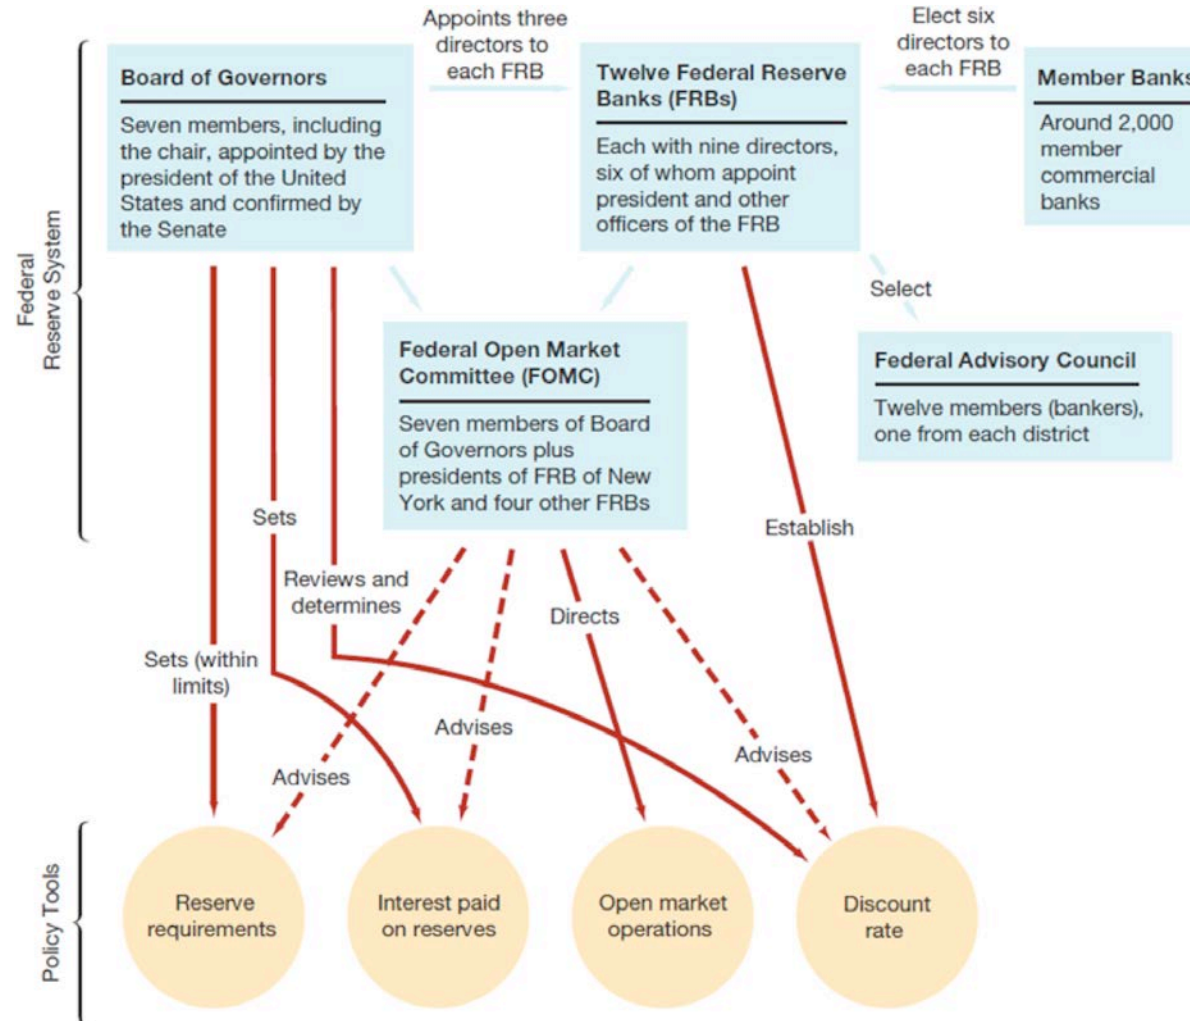 Appoints three
directors to
each FRB
Elect six
directors to
each FRB
Board of Governors
Seven members, including
the chair, appointed by the
president of the United
States and confirmed by
the Senate
Twelve Federal Reserve
Banks (FRBs)
Each with nine directors,
six of whom appoint
president and other
officers of the FRB
Member Banks
Around 2,000
member
commercial
banks
Federal
Reserve System
Select
Federal Open Market
Committee (FOMC)
Seven members of Board
of Governors plus
presidents of FRB of New
York and four other FRBs
Federal Advisory Council
Twelve members (bankers),
one from each district
Sets
Establish
Reviews and
determines
Directs
Sets (within
limits)
Advises
Advises
Advises
Policy Tools
Reserve
requirements
Interest paid
on reserves
Open market
operations
Discount
rate